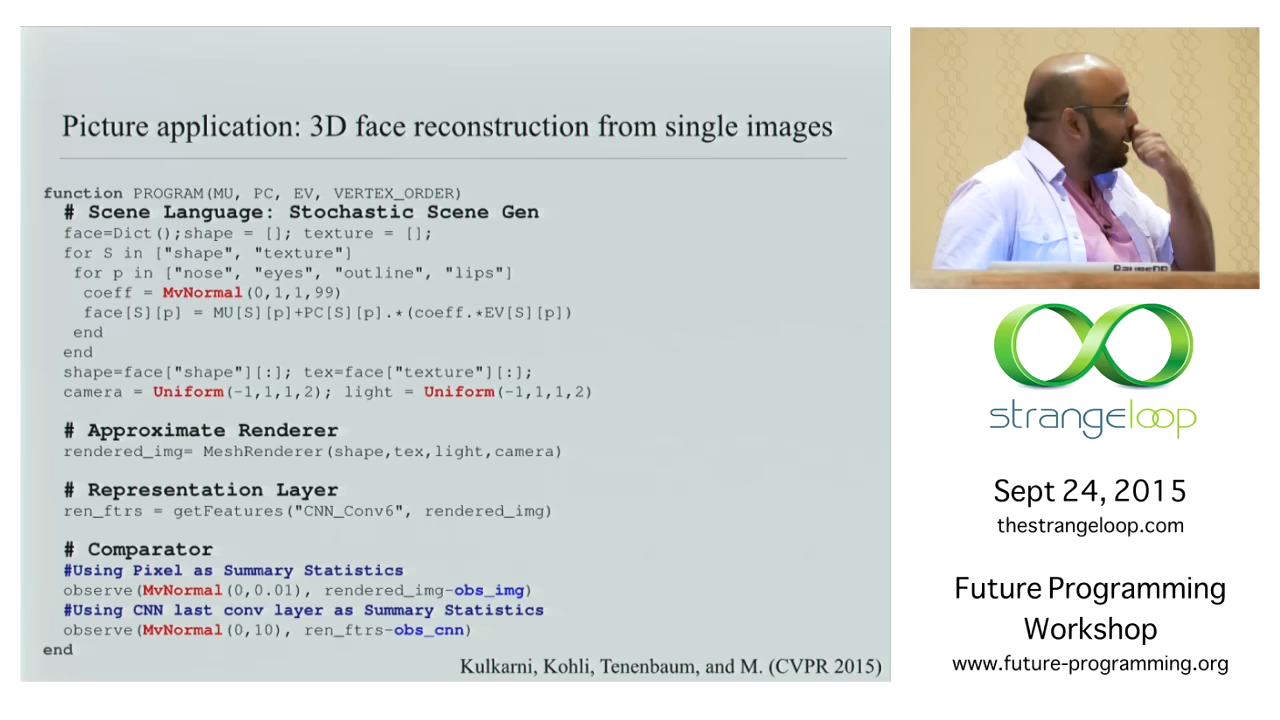 Picture application: 3D face reconstruction from single images
function PROGRAM(MU, PC, EV, VERTEX_ORDER)
# Scene Language: Stochastic Scene Gen
face=Dict();shape = []; texture = [];
for S in ["shape", "texture"]
for p in ["nose", "eyes", "outline", "lips"]
coeff = MvNormal(0,1,1,99)
face[S][p] = MU[S][p]+PC[S][p].*(coeff.*EV[S][p])
end
end
shape=face["shape"][:]; tex=face["texture"][:];
camera = Uniform(-1,1,1,2); light = Uniform(-1,1,1,2)
# Approximate Renderer
rendered_img= MeshRenderer(shape,tex,light,camera)
# Representation Layer
ren_ftrs = getFeatures("CNN_Conv6", rendered_img)
# Comparator
#Using Pixel as Summary Statistics
observe(MvNormal(0,0.01), rendered_img-obs_img)
#Using CNN last conv layer as Summary Statistics
observe(MvNormal(0,10), ren_ftrs-obs_cnn)
end
Kulkarni, Kohli, Tenenbaum, and M. (CVPR 2015)
strangeloop
Sept 24, 2015
thestrangeloop.com
Future Programming
Workshop
www.future-programming.org